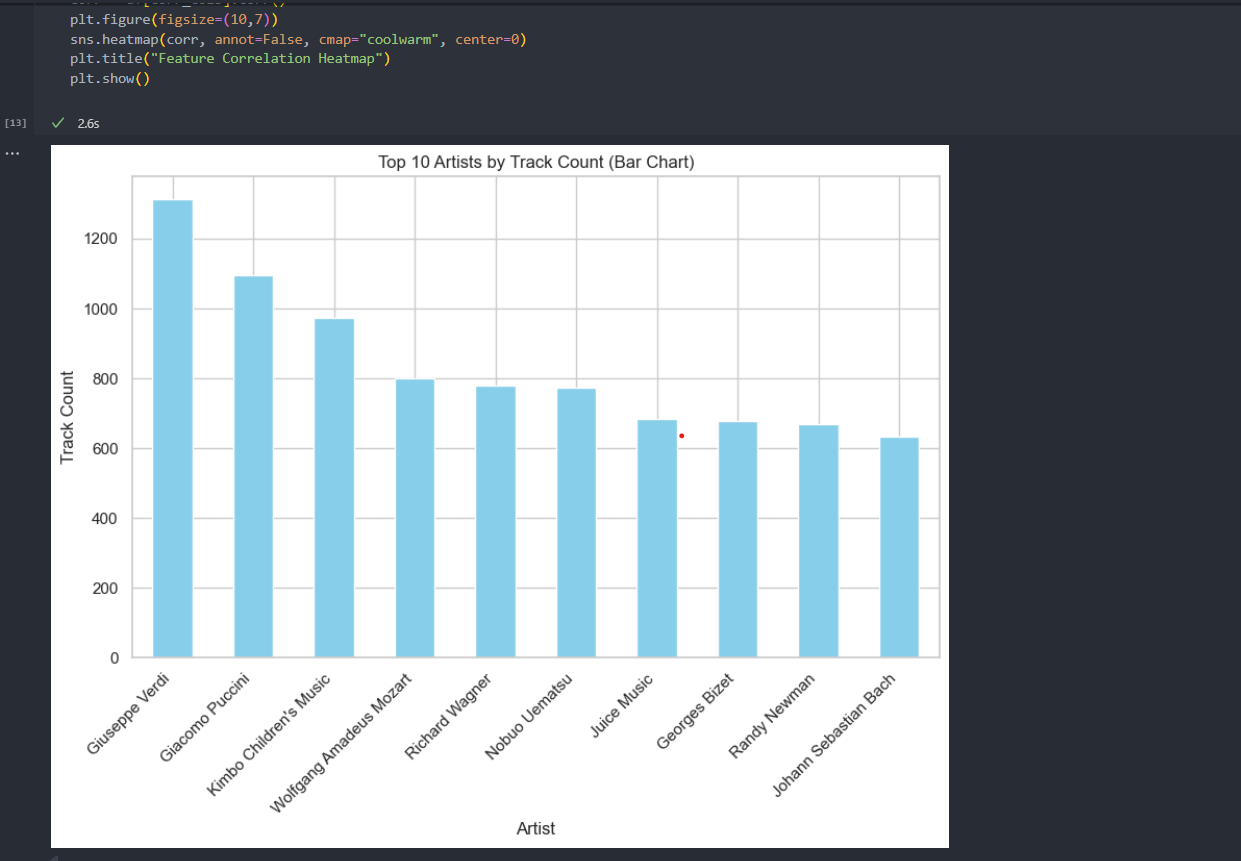 plt.figure(figsize=(10,7))
sns.heatmap(corr, annot=False, cmap="coolwarm", center=0)
plt.title("Feature Correlation Heatmap")
plt.show()
[13]
2.6s
...
Top 10 Artists by Track Count (Bar Chart)
Track Count
1200
1000
800
600
400
200
0
Giuseppe Verdi
Giacomo Puccini
Kimbo Children's Music
Wolfgang Amadeus Mozart
Richard Wagner
Nobuo Uematsu
Juice Music
Georges Bizet
Randy Newman
Johann Sebastian Bach
Artist